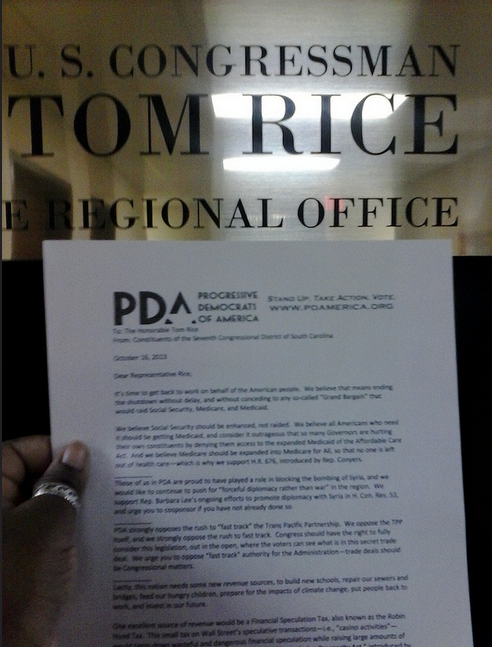 U. S. CONGRESSMAN
TOM RICE
E REGIONAL OFFICE
PDA PROGRESSIVE
DEMOCRATS
OF AMERICA
STAND UP. TAKE ACTION. VOTE.
WWW.PDAMERICA.ORG
To: The Honorable Tom Rice
From: Constituents of the Seventh Congressional District of South Carolina
October 16, 2013
Dear Representative Rice,
It's time to get back to work on behalf of the American people. We believe that means ending
the shutdown without delay, and without conceding to any so-called "Grand Bargain" that
would raid Social Security, Medicare, and Medicaid.
We believe Social Security should be enhanced, not raided. We believe all Americans who need
it should be getting Medicaid, and consider it outrageous that so many Governors are hurting
their own constituents by denying them access to the expanded Medicaid of the Affordable Care
Act. And we believe Medicare should be expanded into Medicare for All, so that no one is left
out of health care—which is why we support H.R. 676, introduced by Rep. Conyers.
Those of us in PDA are proud to have played a role in blocking the bombing of Syria, and we
would like to continue to push for "forceful diplomacy rather than war" in the region. We
support Rep. Barbara Lee's ongoing efforts to promote diplomacy with Syria in H. Con. Res. 53,
and urge you to cosponsor if you have not already done so.
PDA strongly opposes the rush to "fast track" the Trans Pacific Partnership. We oppose the TPP
itself, and we strongly oppose the rush to fast track. Congress should have the right to fully
consider this legislation, out in the open, where the voters can see what is in this secret trade
deal. We urge you to oppose "fast track" authority for the Administration—trade deals should
be Congressional matters.
Lastly, this nation needs some new revenue sources, to build new schools, repair our sewers and
bridges, feed our hungry children, prepare for the impacts of climate change, put people back to
work, and invest in our future.
One excellent source of revenue would be a Financial Speculation Tax, also known as the Robin
Hood Tax. This small tax on Wall Street's speculative transactions—i.e., "casino activities"—
would tamp down wasteful and dangerous financial speculation while raising large amounts of